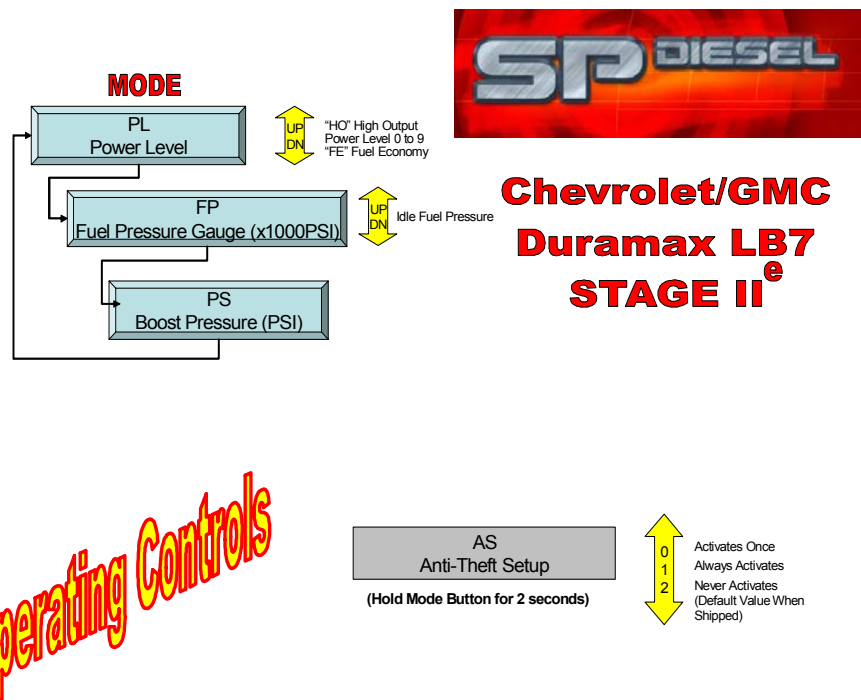 MODE
PL
Power Level
UP
DN
"HO" High Output
Power Level 0 to 9
"FE" Fuel Economy
FP
Fuel Pressure Gauge (x1000PSI)
UP
DN
Idle Fuel Pressure
PS
Boost Pressure (PSI)
SP DIESEL
Chevrolet/GMC
Duramax LB7
STAGE IIe
perating Controls
AS
Anti-Theft Setup
(Hold Mode Button for 2 seconds)
0
1
2
Activates Once
Always Activates
Never Activates
(Default Value When
Shipped)